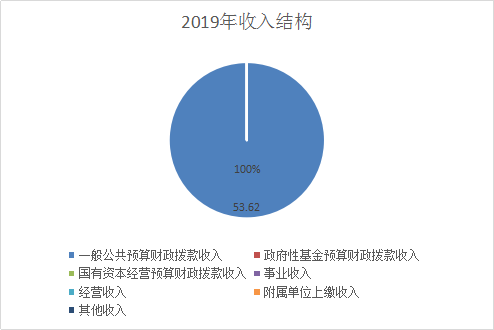 2019年收入结构
100%
53.62
一般公共预算财政拨款收入 政府性基金预算财政拨款收入
国有资本经营预算财政拨款收入 事业收入
经营收入 附属单位上缴收入
其他收入